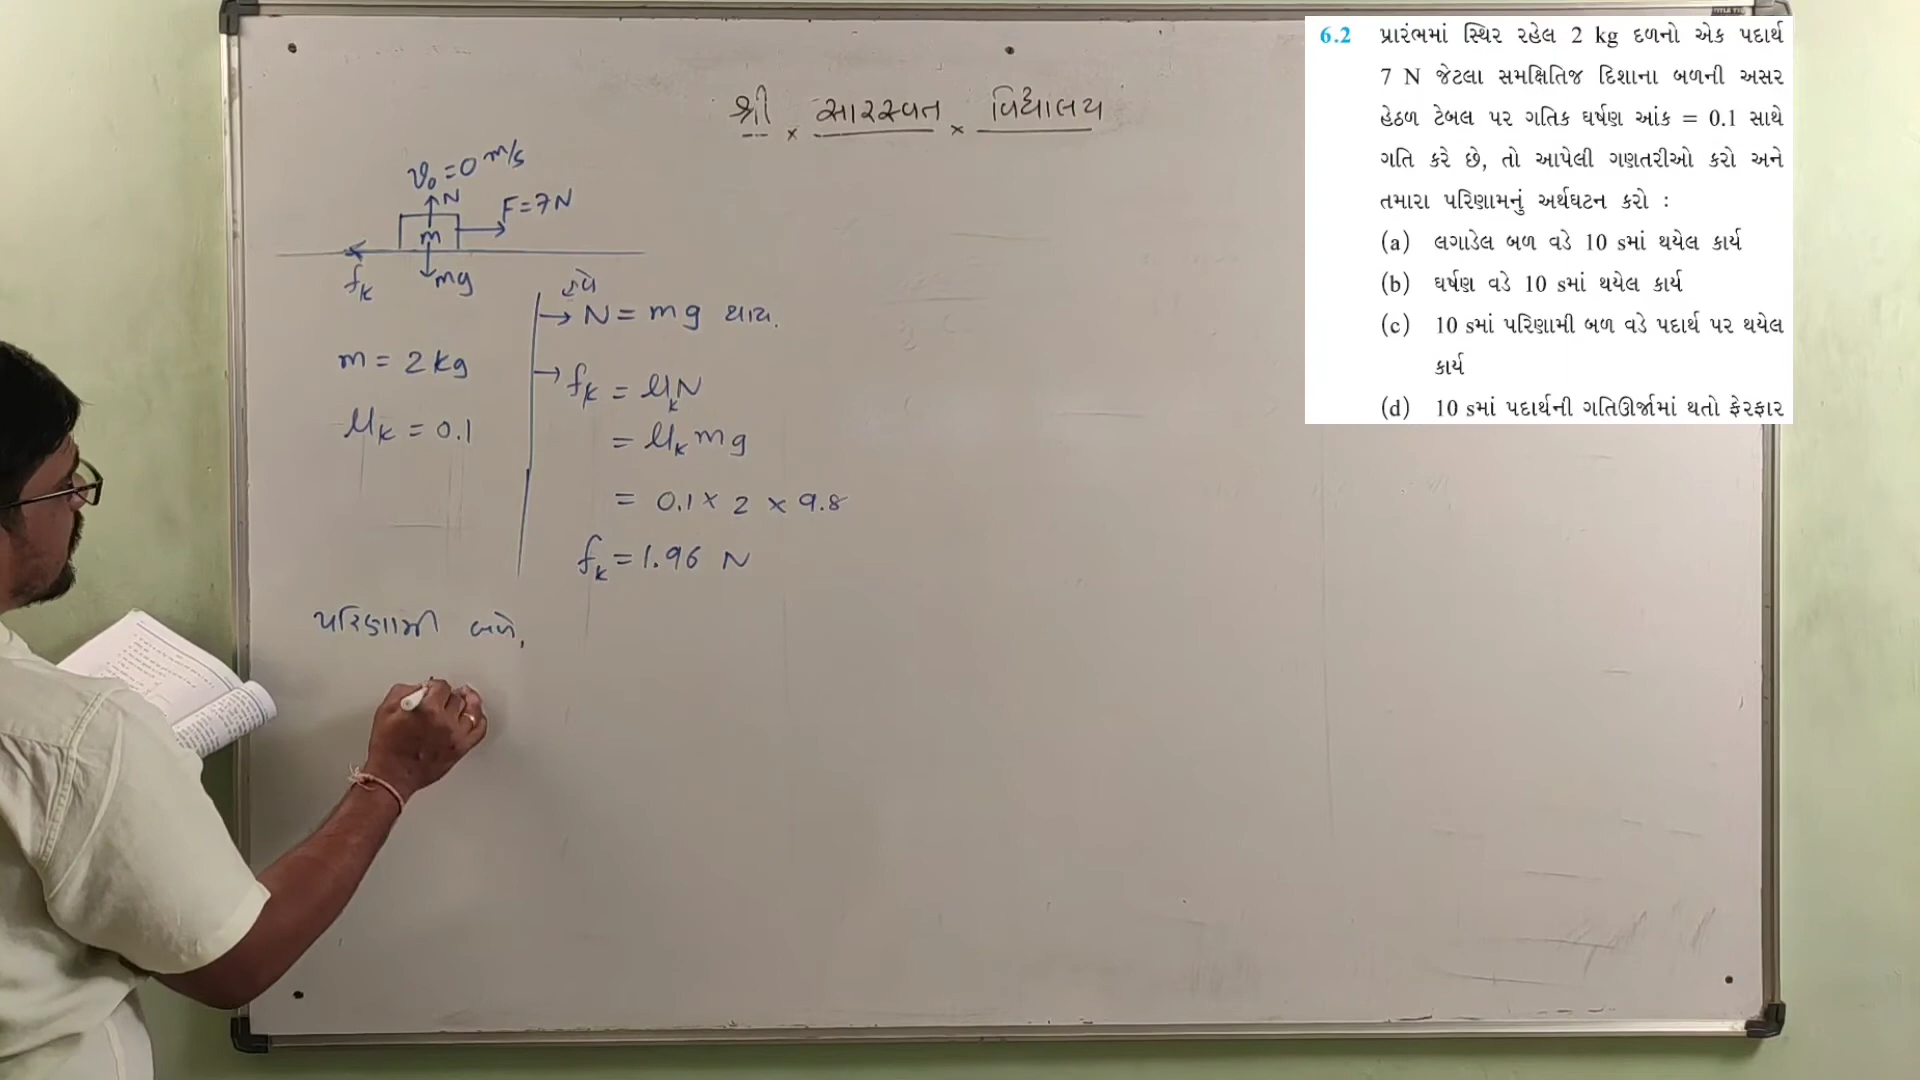 શ્રી × સારસ્વત × વિદ્યાલય
v₀ = 0 m/s
N
F = 7N
m
fₖ
mg
m = 2 kg
μₖ = 0.1
હવે
→ N = mg થાય.
→ fₖ = μₖN
= μₖ mg
= 0.1 × 2 × 9.8
fₖ = 1.96 N
પરિણામી બળ,
6.2 પ્રારંભમાં સ્થિર રહેલ 2 kg દળનો એક પદાર્થ
7 N જેટલા સમક્ષિતિજ દિશાના બળની અસર
હેઠળ ટેબલ પર ગતિક ઘર્ષણ આંક = 0.1 સાથે
ગતિ કરે છે, તો આપેલી ગણતરીઓ કરો અને
તમારા પરિણામનું અર્થઘટન કરો :
(a) લગાડેલ બળ વડે 10 sમાં થયેલ કાર્ય
(b) ઘર્ષણ વડે 10 sમાં થયેલ કાર્ય
(c) 10 sમાં પરિણામી બળ વડે પદાર્થ પર થયેલ
કાર્ય
(d) 10 sમાં પદાર્થની ગતિઊર્જામાં થતો ફેરફાર